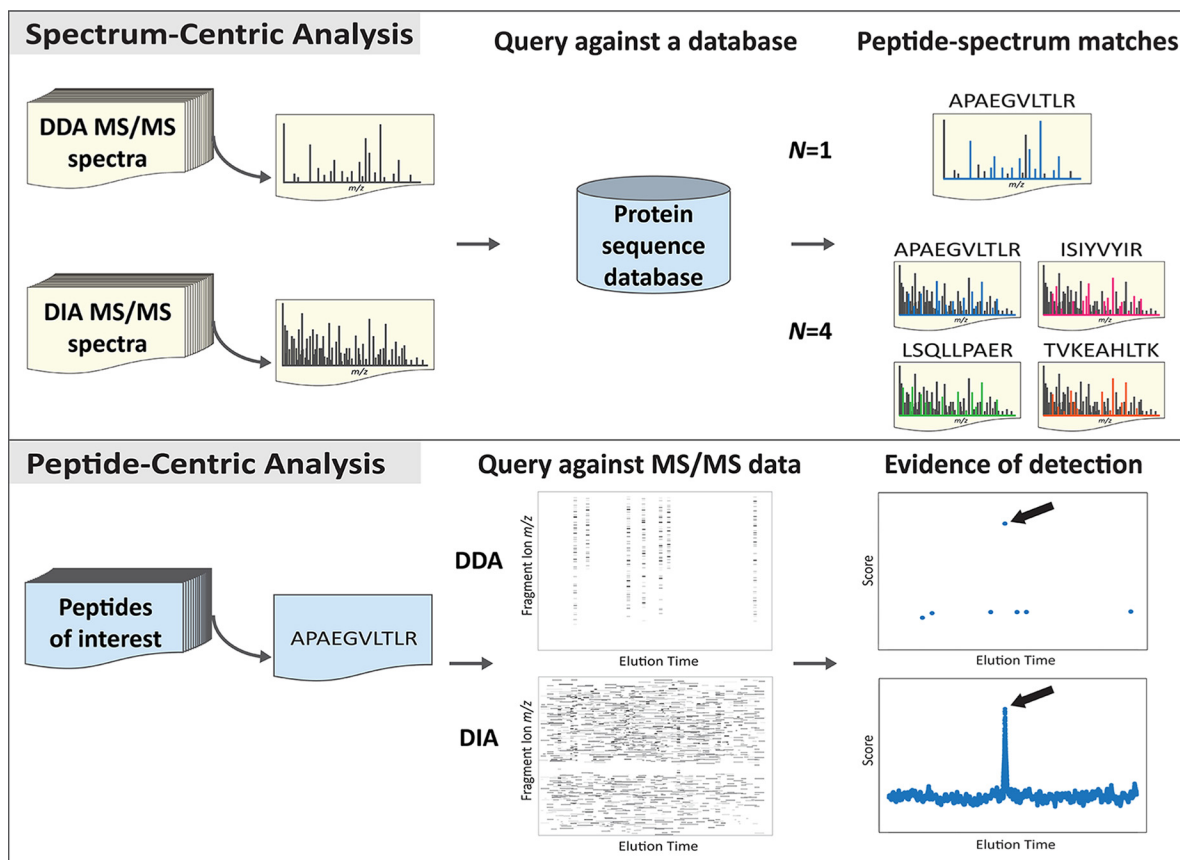 Spectrum-Centric Analysis
Query against a database
Peptide-spectrum matches
DDA MS/MS
spectra
m/z
N=1
APAEGVLTLR
m/z
Protein
sequence
database
DIA MS/MS
spectra
m/z
N=4
APAEGVLTLR
ISIYVYIR
m/z
m/z
LSQLLPAER
TVKEAHLTK
m/z
m/z
Peptide-Centric Analysis
Query against MS/MS data
Evidence of detection
Peptides
of interest
APAEGVLTLR
DDA
Fragment Ion m/z
Elution Time
Score
Elution Time
DIA
Fragment Ion m/z
Elution Time
Score
Elution Time